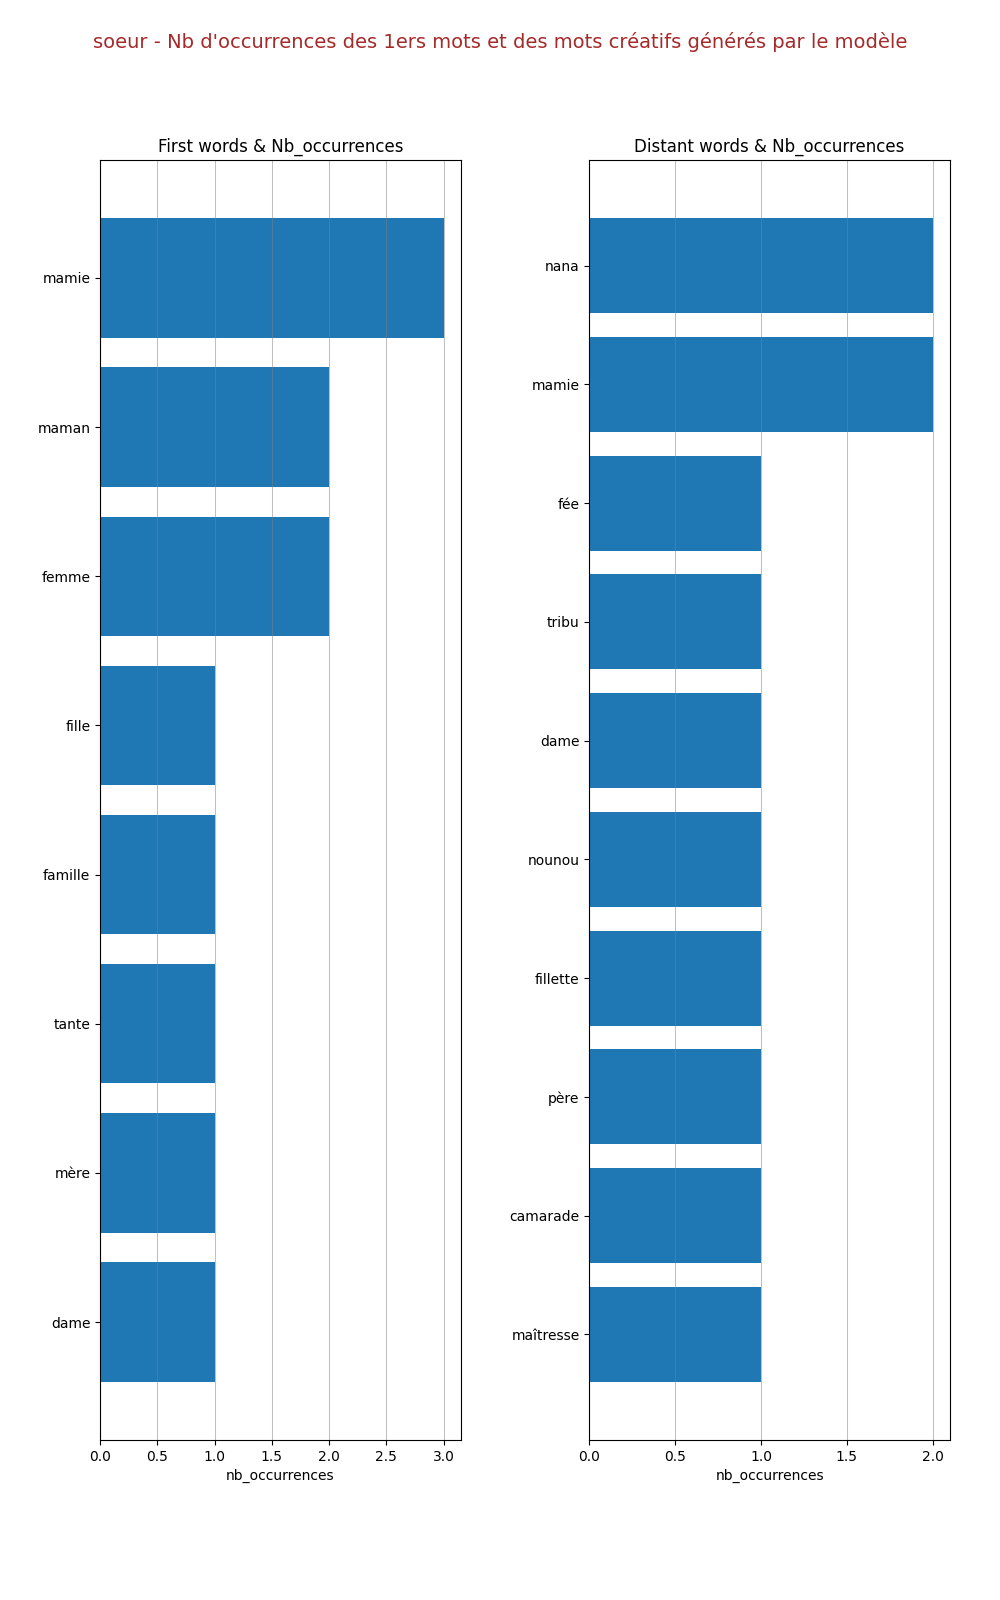 soeur - Nb d'occurrences des 1ers mots et des mots créatifs générés par le modèle
First words & Nb_occurrences
mamie
maman
femme
fille
famille
tante
mère
dame
0.0 0.5 1.0 1.5 2.0 2.5 3.0
nb_occurrences
Distant words & Nb_occurrences
nana
mamie
fée
tribu
dame
nounou
fillette
père
camarade
maîtresse
0.0 0.5 1.0 1.5 2.0
nb_occurrences